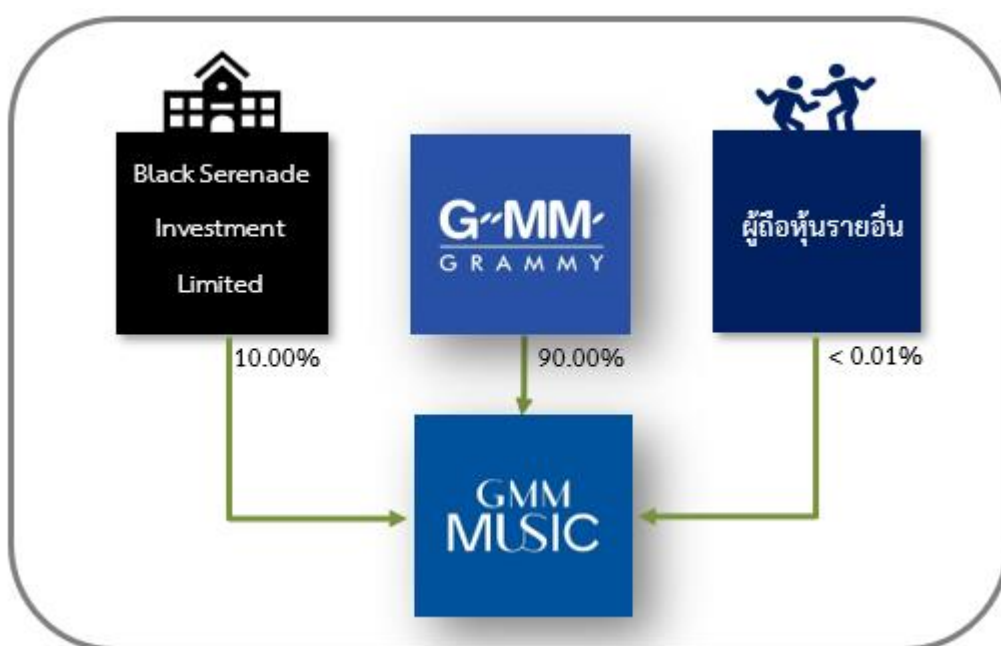 Black Serenade
Investment
Limited
G MM
GRAMMY
ผู้ถือหุ้นรายอื่น
10.00%
90.00%
< 0.01%
GMM
MUSIC